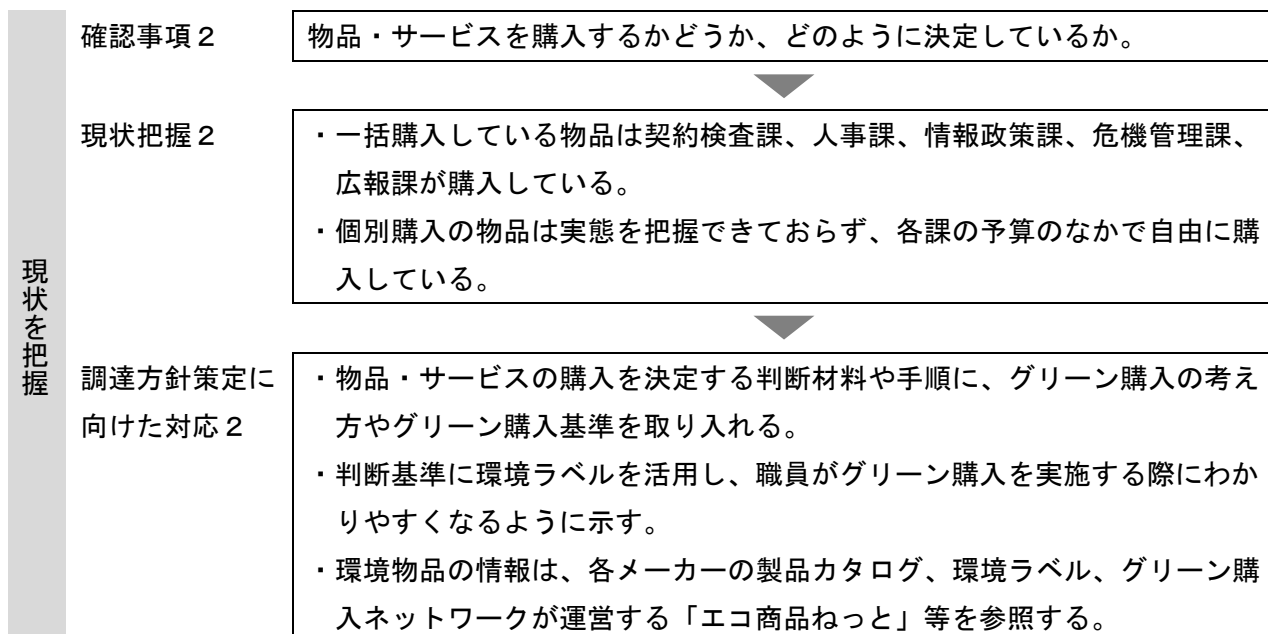 現状を把握
確認事項２
物品・サービスを購入するかどうか、どのように決定しているか。
現状把握２
・一括購入している物品は契約検査課、人事課、情報政策課、危機管理課、
広報課が購入している。
・個別購入の物品は実態を把握できておらず、各課の予算のなかで自由に購
入している。
調達方針策定に
向けた対応２
・物品・サービスの購入を決定する判断材料や手順に、グリーン購入の考え
方やグリーン購入基準を取り入れる。
・判断基準に環境ラベルを活用し、職員がグリーン購入を実施する際にわか
りやすくなるように示す。
・環境物品の情報は、各メーカーの製品カタログ、環境ラベル、グリーン購
入ネットワークが運営する「エコ商品ねっと」等を参照する。